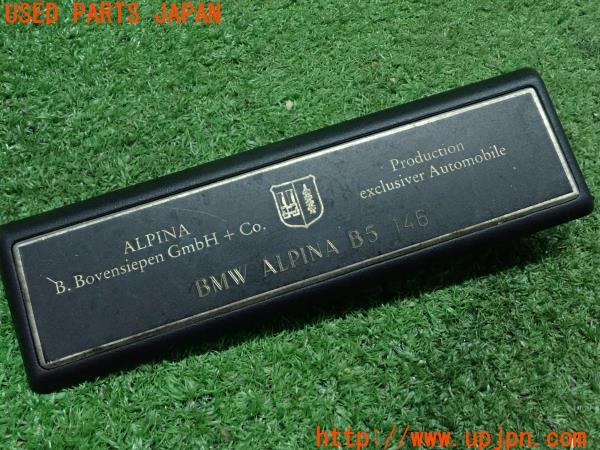 USED PARTS JAPAN
ALPINA
B. Bovensiepen GmbH + Co.
Production
exclusiver Automobile
BMW ALPINA B5 146
http://www.upjpn.com/